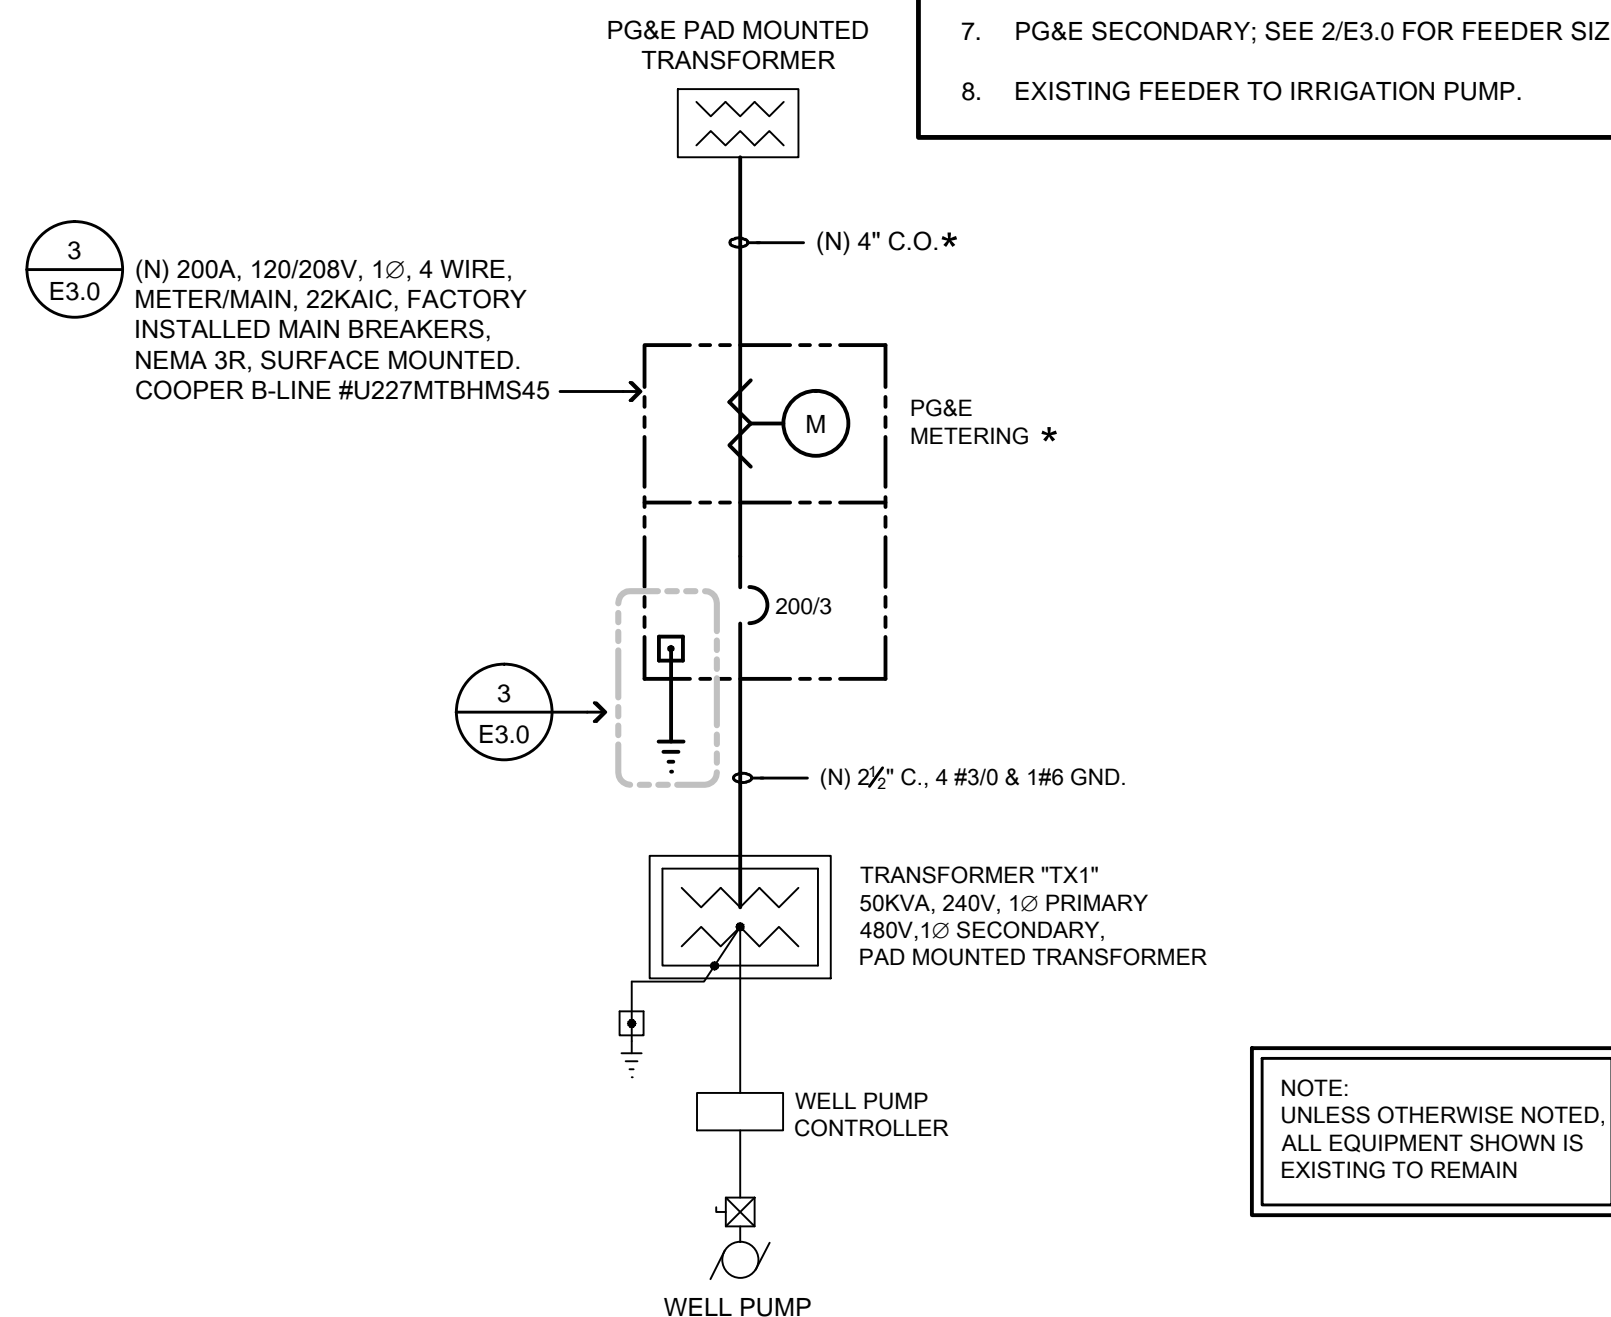 PG&E PAD MOUNTED
TRANSFORMER
7. PG&E SECONDARY; SEE 2/E3.0 FOR FEEDER SIZ
8. EXISTING FEEDER TO IRRIGATION PUMP.
(N) 4" C.O.*
3
E3.0
(N) 200A, 120/208V, 1∅, 4 WIRE,
METER/MAIN, 22KAIC, FACTORY
INSTALLED MAIN BREAKERS,
NEMA 3R, SURFACE MOUNTED.
COOPER B-LINE #U227MTBHMS45
M
PG&E
METERING *
200/3
3
E3.0
(N) 2½" C., 4 #3/0 & 1#6 GND.
TRANSFORMER "TX1"
50KVA, 240V, 1∅ PRIMARY
480V,1∅ SECONDARY,
PAD MOUNTED TRANSFORMER
WELL PUMP
CONTROLLER
NOTE:
UNLESS OTHERWISE NOTED,
ALL EQUIPMENT SHOWN IS
EXISTING TO REMAIN
WELL PUMP